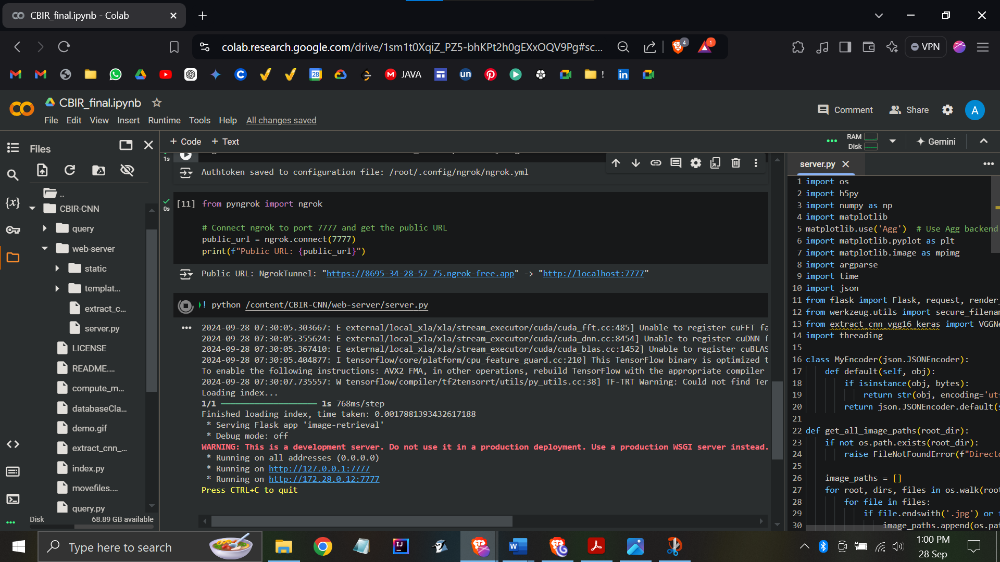 CBIR_final.ipynb - Colab
colab.research.google.com/drive/1sm1t0XqiZ_PZ5-bhKPt2h0gEXxOQV9Pg#sc...
4
1
VPN
28
JAVA
un
!
in
CBIR_final.ipynb
File Edit View Insert Runtime Tools Help All changes saved
Comment
Share
A
Files
+ Code + Text
RAM
Disk
Gemini
..
CBIR-CNN
query
web-server
static
templat...
extract_c...
server.py
LICENSE
README....
compute_m...
databaseCla...
demo.gif
extract_cnn_...
index.py
movefiles....
query.py
Disk 68.89 GB available
1s
Authtoken saved to configuration file: /root/.config/ngrok/ngrok.yml
0s
[11] from pyngrok import ngrok
# Connect ngrok to port 7777 and get the public URL
public_url = ngrok.connect(7777)
print(f"Public URL: {public_url}")
Public URL: NgrokTunnel: "https://8695-34-28-57-75.ngrok-free.app" -> "http://localhost:7777"
! python /content/CBIR-CNN/web-server/server.py
2024-09-28 07:30:05.303667: E external/local_xla/xla/stream_executor/cuda/cuda_fft.cc:485] Unable to register cuFFT fa
2024-09-28 07:30:05.355624: E external/local_xla/xla/stream_executor/cuda/cuda_dnn.cc:8454] Unable to register cuDNN f
2024-09-28 07:30:05.367410: E external/local_xla/xla/stream_executor/cuda/cuda_blas.cc:1452] Unable to register cuBLAS
2024-09-28 07:30:05.404877: I tensorflow/core/platform/cpu_feature_guard.cc:210] This TensorFlow binary is optimized t
To enable the following instructions: AVX2 FMA, in other operations, rebuild TensorFlow with the appropriate compiler
2024-09-28 07:30:07.735557: W tensorflow/compiler/tf2tensorrt/utils/py_utils.cc:38] TF-TRT Warning: Could not find Ter
Loading index...
1/1 ━━━━━━━━━━━━━━━━━━━━ 1s 768ms/step
Finished loading index, time taken: 0.0017881393432617188
* Serving Flask app 'image-retrieval'
* Debug mode: off
WARNING: This is a development server. Do not use it in a production deployment. Use a production WSGI server instead.
* Running on all addresses (0.0.0.0)
* Running on http://127.0.0.1:7777
* Running on http://172.28.0.12:7777
Press CTRL+C to quit
server.py
1 import os
2 import h5py
3 import numpy as np
4 import matplotlib
5 matplotlib.use('Agg') # Use Agg backend
6 import matplotlib.pyplot as plt
7 import matplotlib.image as mpimg
8 import argparse
9 import time
10 import json
11 from flask import Flask, request, render_
12 from werkzeug.utils import secure_filenam
13 from extract_cnn_vgg16_keras import VGGNe
14 import threading
15
16 class MyEncoder(json.JSONEncoder):
17 def default(self, obj):
18 if isinstance(obj, bytes):
19 return str(obj, encoding='ut
20 return json.JSONEncoder.default(s
21
22 def get_all_image_paths(root_dir):
23 if not os.path.exists(root_dir):
24 raise FileNotFoundError(f"Directo
25
26 image_paths = []
27 for root, dirs, files in os.walk(root
28 for file in files:
29 if file.endswith('.jpg') or f
30 image_paths.append(os.pat
Type here to search
1:00 PM
28 Sep